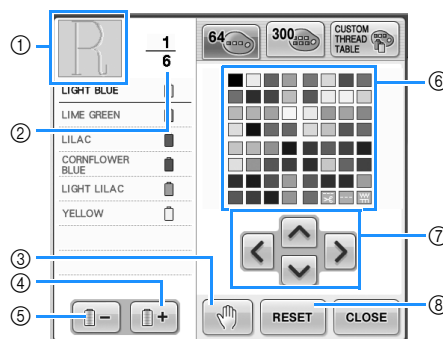 ①
②
③
④
⑤
⑥
⑦
⑧
R
1
6
64
300
CUSTOM
THREAD
TABLE
LIGHT BLUE
LIME GREEN
LILAC
CORNFLOWER
BLUE
LIGHT LILAC
YELLOW
−
+
RESET
CLOSE